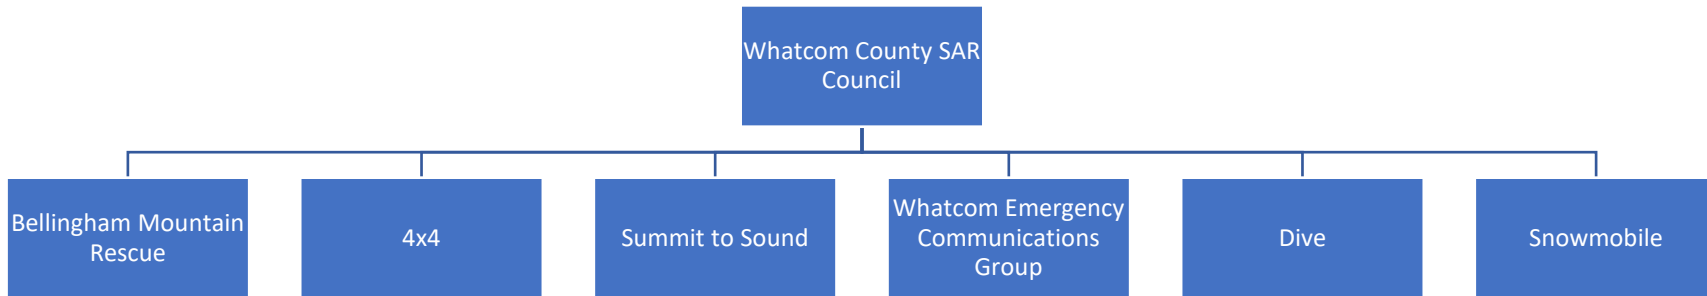 Whatcom County SAR
Council
Bellingham Mountain
Rescue
4x4
Summit to Sound
Whatcom Emergency
Communications
Group
Dive
Snowmobile